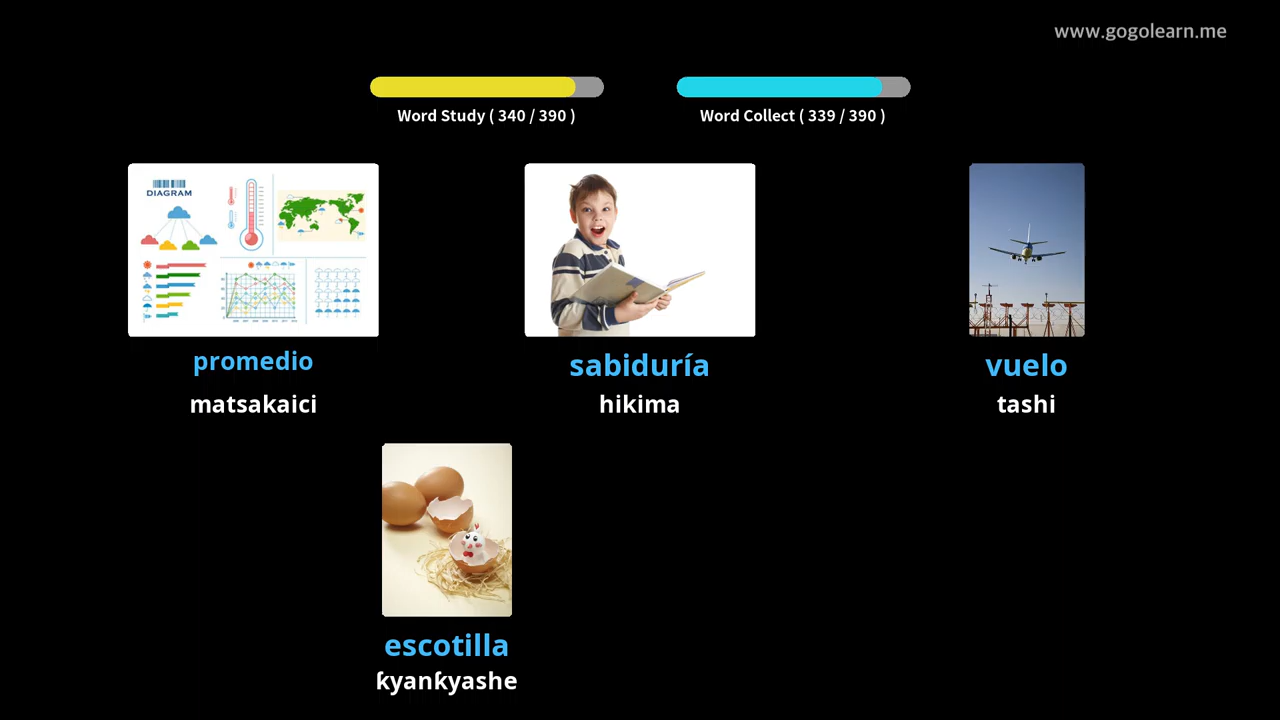 www.gogolearn.me
Word Study ( 340 / 390 )
Word Collect ( 339 / 390 )
DIAGRAM
promedio
sabiduría
vuelo
matsakaici
hikima
tashi
escotilla
ƙyanƙyashe